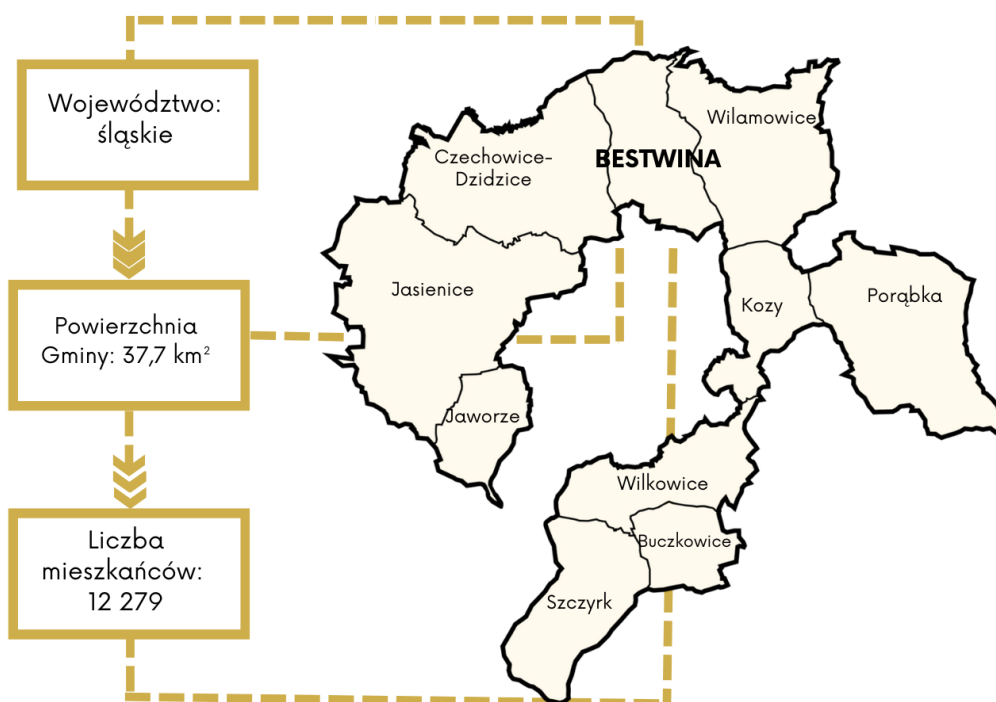 Województwo:
śląskie
Powierzchnia
Gminy: 37,7 km²
Liczba
mieszkańców:
12 279
Wilamowice
BESTWINA
Czechowice-
Dzidzice
Jasienice
Kozy
Porąbka
Jaworze
Wilkowice
Buczkowice
Szczyrk